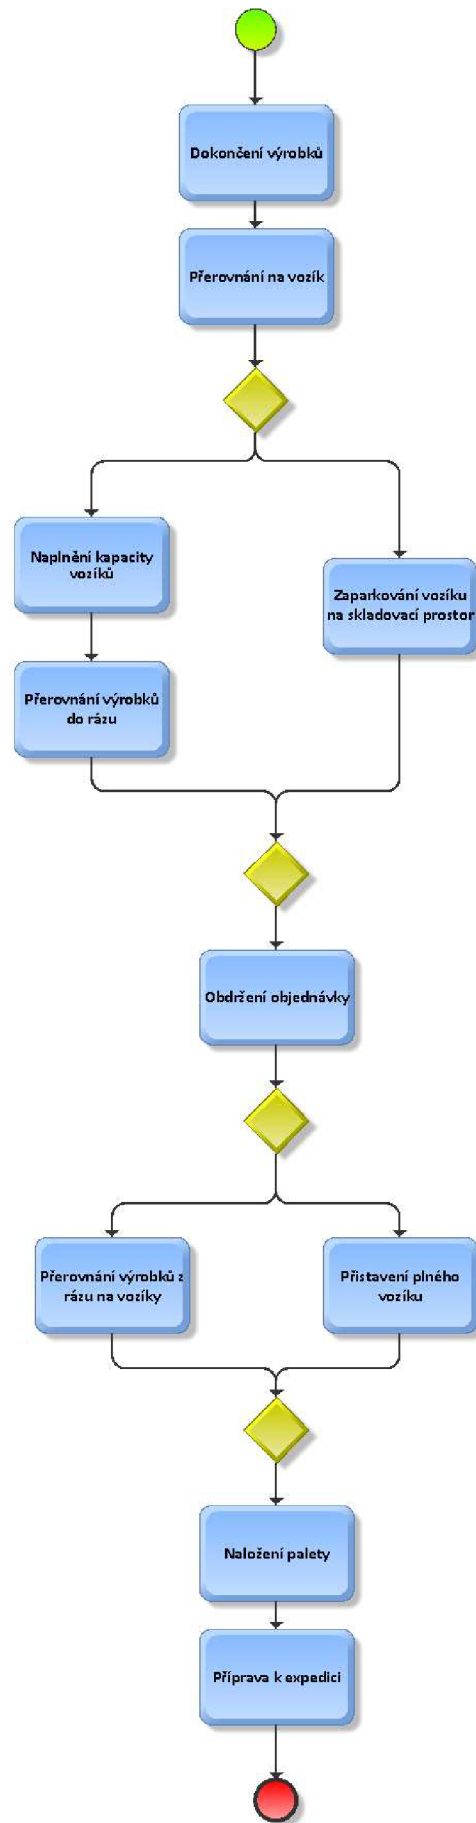 Dokončení výrobků
Přerovnání na vozík
Naplnění kapacity
vozíků
Zaparkování vozíku
na skladovací prostor
Přerovnání výrobků
do rázu
Obdržení objednávky
Přerovnání výrobků z
rázu na vozíky
Přistavení plného
vozíku
Naložení palety
Příprava k expedici